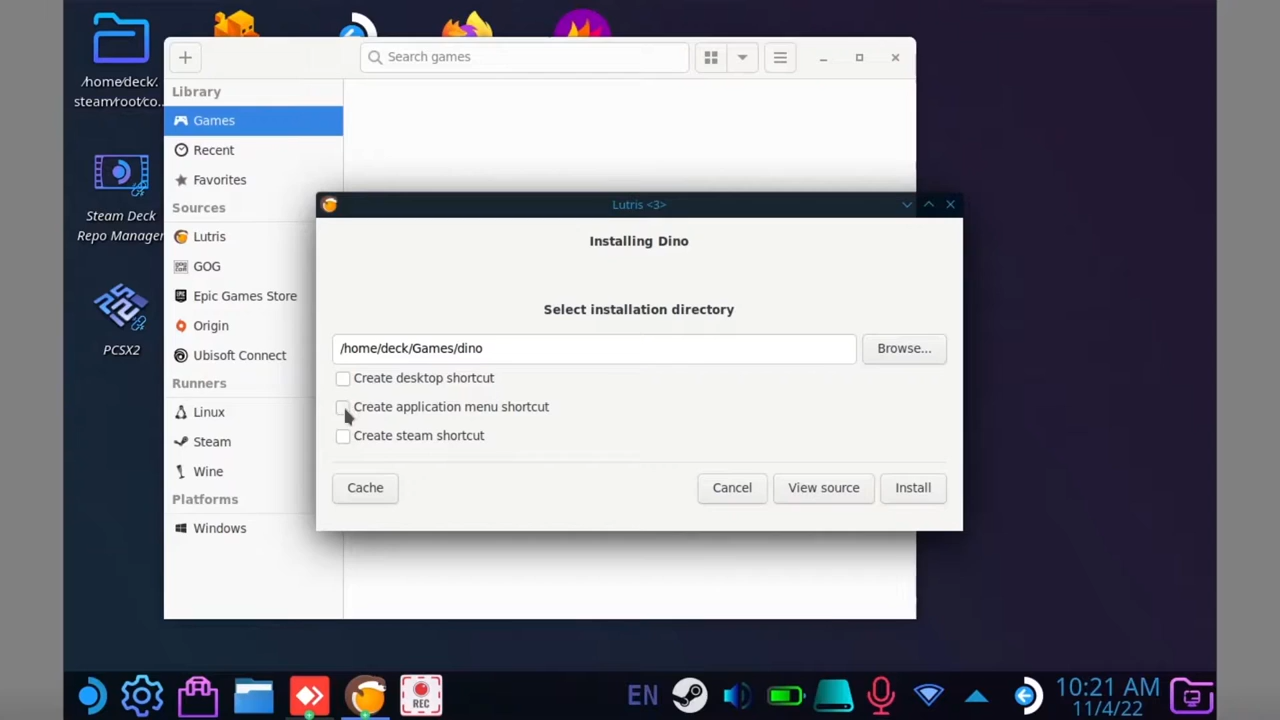 /home/deck/.
steam/root/co...
Steam Deck
Repo Manager
PCSX2
Search games
Library
Games
Recent
Favorites
Sources
Lutris
GOG
Epic Games Store
Origin
Ubisoft Connect
Runners
Linux
Steam
Wine
Platforms
Windows
Lutris <3>
Installing Dino
Select installation directory
/home/deck/Games/dino
Browse...
Create desktop shortcut
Create application menu shortcut
Create steam shortcut
Cache
Cancel
View source
Install
REC
EN
10:21 AM
11/4/22